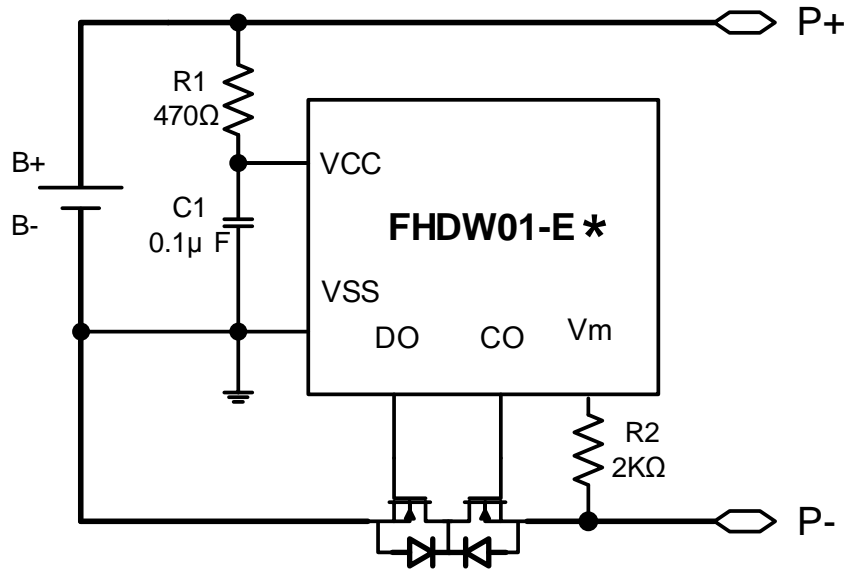 P+
R1
470Ω
B+
VCC
C1
B-
0.1µ F
FHDW01-E*
VSS
DO
CO
Vm
R2
2KΩ
P-